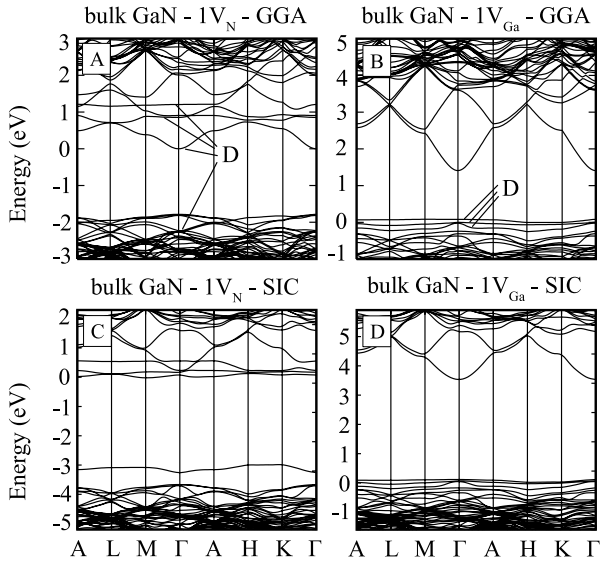 bulk GaN - 1V_N - GGA
bulk GaN - 1V_Ga - GGA
Energy (eV)
3
2
1
0
-1
-2
-3
A
D
5
4
3
2
1
0
-1
B
D
bulk GaN - 1V_N - SIC
bulk GaN - 1V_Ga - SIC
Energy (eV)
2
1
0
-1
-2
-3
-4
-5
C
5
4
3
2
1
0
-1
D
A L M Γ A H K Γ
A L M Γ A H K Γ